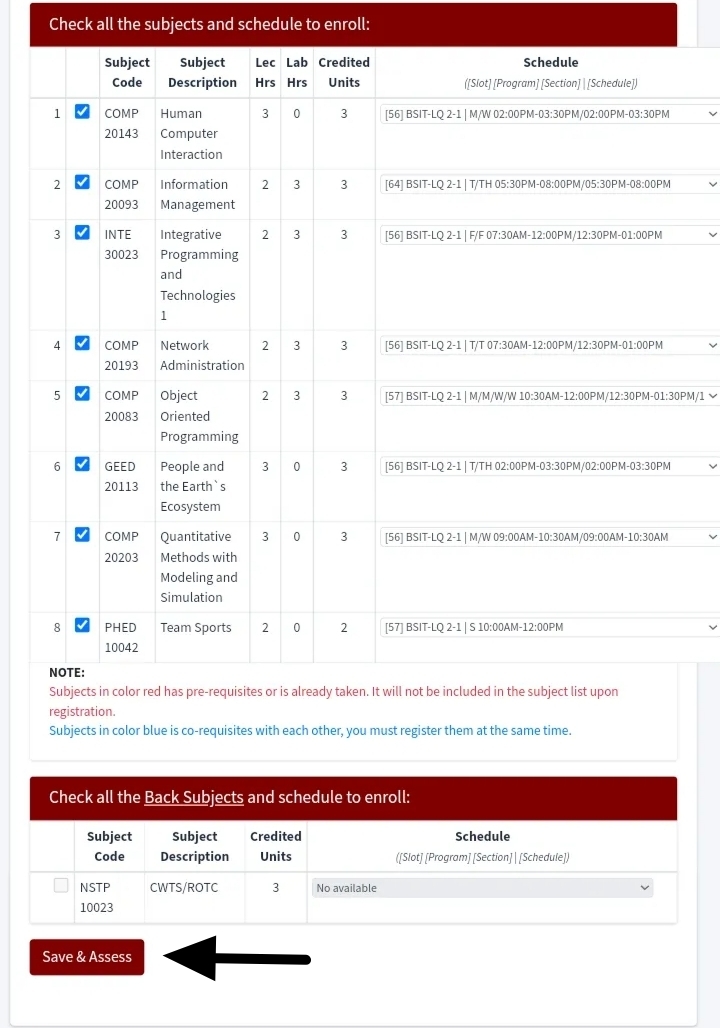 Check all the subjects and schedule to enroll:
Subject Subject Lec Lab Credited Schedule
Code Description Hrs Hrs Units ([Slot] [Program] [Section] | [Schedule])
1 COMP Human 3 0 3 [56] BSIT-LQ 2-1 | M/W 02:00PM-03:30PM/02:00PM-03:30PM
20143 Computer
Interaction
2 COMP Information 2 3 3 [64] BSIT-LQ 2-1 | T/TH 05:30PM-08:00PM/05:30PM-08:00PM
20093 Management
3 INTE Integrative 2 3 3 [56] BSIT-LQ 2-1 | F/F 07:30AM-12:00PM/12:30PM-01:00PM
30023 Programming
and
Technologies
1
4 COMP Network 2 3 3 [56] BSIT-LQ 2-1 | T/T 07:30AM-12:00PM/12:30PM-01:00PM
20193 Administration
5 COMP Object 2 3 3 [57] BSIT-LQ 2-1 | M/M/W/W 10:30AM-12:00PM/12:30PM-01:30PM/1
20083 Oriented
Programming
6 GEED People and 3 0 3 [56] BSIT-LQ 2-1 | T/TH 02:00PM-03:30PM/02:00PM-03:30PM
20113 the Earth`s
Ecosystem
7 COMP Quantitative 3 0 3 [56] BSIT-LQ 2-1 | M/W 09:00AM-10:30AM/09:00AM-10:30AM
20203 Methods with
Modeling and
Simulation
8 PHED Team Sports 2 0 2 [57] BSIT-LQ 2-1 | S 10:00AM-12:00PM
10042
NOTE:
Subjects in color red has pre-requisites or is already taken. It will not be included in the subject list upon
registration.
Subjects in color blue is co-requisites with each other, you must register them at the same time.
Check all the Back Subjects and schedule to enroll:
Subject Subject Credited Schedule
Code Description Units ([Slot] [Program] [Section] | [Schedule])
NSTP CWTS/ROTC 3 No available
10023
Save & Assess